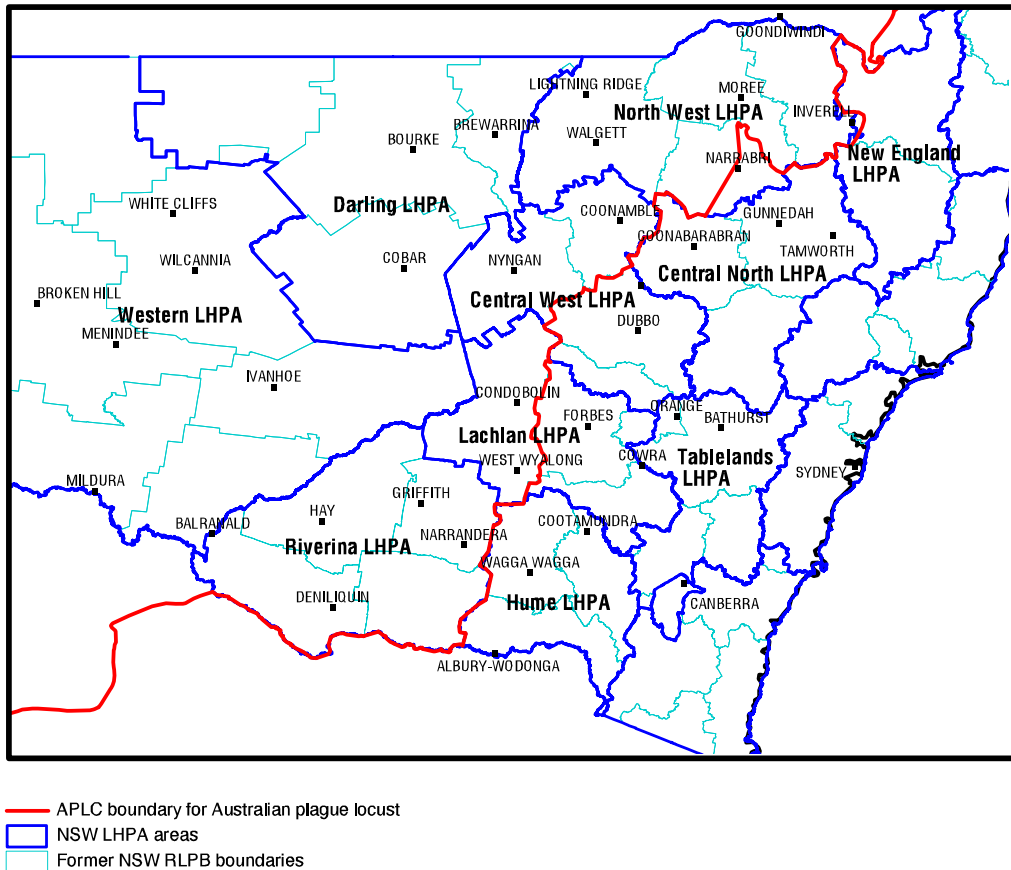 GOONDIWINDI
LIGHTNING RIDGE
MOREE
North West LHPA
INVERELL
BREWARRINA
BOURKE
WALGETT
New England
LHPA
NARRABRI
WHITE CLIFFS
Darling LHPA
COONAMBLE
GUNNEDAH
COONABARABRAN
TAMWORTH
WILCANNIA
COBAR
NYNGAN
Central North LHPA
BROKEN HILL
Central West LHPA
Western LHPA
DUBBO
MENINDEE
IVANHOE
CONDOBOLIN
FORBES
ORANGE
BATHURST
Lachlan LHPA
COWRA
Tablelands
LHPA
WEST WYALONG
SYDNEY
MILDURA
GRIFFITH
HAY
BALRANALD
COOTAMUNDRA
NARRANDERA
Riverina LHPA
WAGGA WAGGA
DENILIQUIN
Hume LHPA
CANBERRA
ALBURY-WODONGA
APLC boundary for Australian plague locust
NSW LHPA areas
Former NSW RLPB boundaries